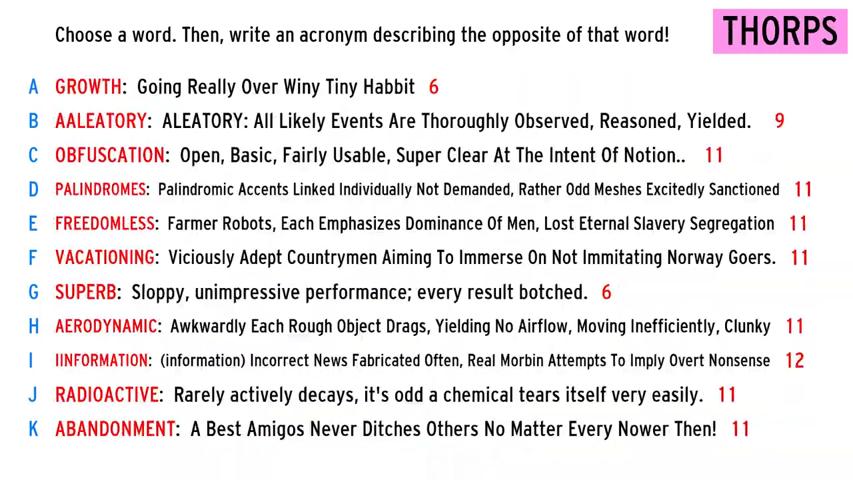 Choose a word. Then, write an acronym describing the opposite of that word!
THORPS
A GROWTH: Going Really Over Winy Tiny Habbit 6
B AALEATORY: ALEATORY: All Likely Events Are Thoroughly Observed, Reasoned, Yielded. 9
C OBFUSCATION: Open, Basic, Fairly Usable, Super Clear At The Intent Of Notion.. 11
D PALINDROMES: Palindromic Accents Linked Individually Not Demanded, Rather Odd Meshes Excitedly Sanctioned 11
E FREEDOMLESS: Farmer Robots, Each Emphasizes Dominance Of Men, Lost Eternal Slavery Segregation 11
F VACATIONING: Viciously Adept Countrymen Aiming To Immerse On Not Immitating Norway Goers. 11
G SUPERB: Sloppy, unimpressive performance; every result botched. 6
H AERODYNAMIC: Awkwardly Each Rough Object Drags, Yielding No Airflow, Moving Inefficiently, Clunky 11
I IINFORMATION: (information) Incorrect News Fabricated Often, Real Morbin Attempts To Imply Overt Nonsense 12
J RADIOACTIVE: Rarely actively decays, it's odd a chemical tears itself very easily. 11
K ABANDONMENT: A Best Amigos Never Ditches Others No Matter Every Nower Then! 11